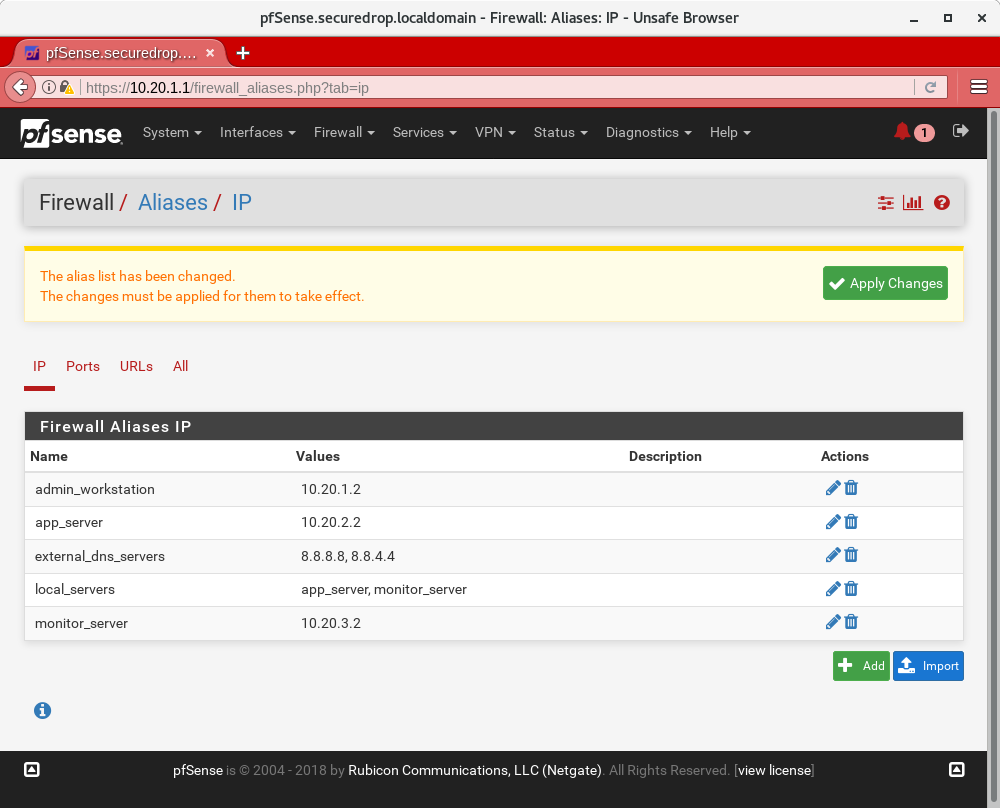 pfSense.securedrop.localdomain - Firewall: Aliases: IP - Unsafe Browser
pfSense.securedrop....
https://10.20.1.1/firewall_aliases.php?tab=ip
pfsense System Interfaces Firewall Services VPN Status Diagnostics Help 1
Firewall / Aliases / IP
The alias list has been changed.
The changes must be applied for them to take effect.
Apply Changes
IP Ports URLs All
Firewall Aliases IP
Name Values Description Actions
admin_workstation 10.20.1.2
app_server 10.20.2.2
external_dns_servers 8.8.8.8, 8.8.4.4
local_servers app_server, monitor_server
monitor_server 10.20.3.2
Add Import
pfSense is © 2004 - 2018 by Rubicon Communications, LLC (Netgate). All Rights Reserved. [view license]